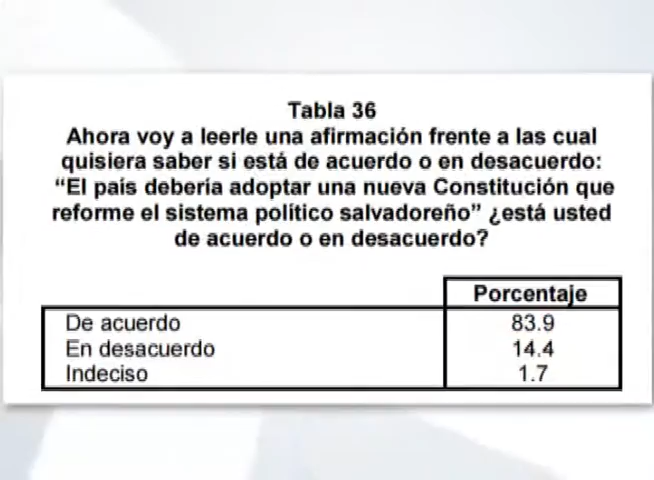 Tabla 36
Ahora voy a leerle una afirmación frente a las cual
quisiera saber si está de acuerdo o en desacuerdo:
“El país debería adoptar una nueva Constitución que
reforme el sistema político salvadoreño” ¿está usted
de acuerdo o en desacuerdo?
Porcentaje
De acuerdo 83.9
En desacuerdo 14.4
Indeciso 1.7